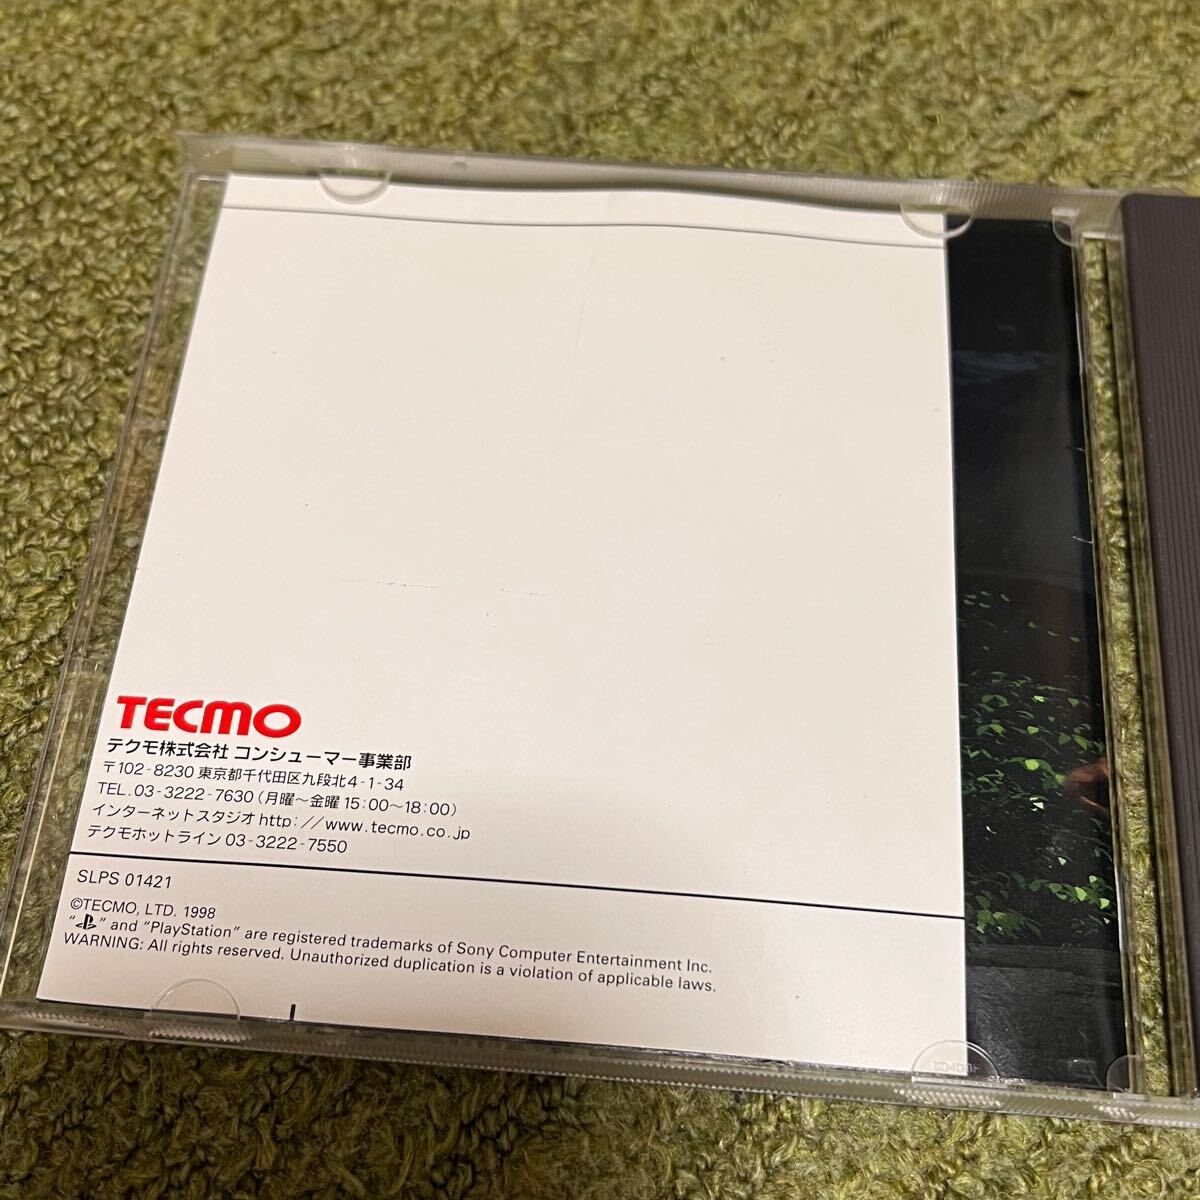 TECMO
テクモ株式会社 コンシューマー事業部
〒102-8230 東京都千代田区九段北4-1-34
TEL.03-3222-7630(月曜〜金曜 15:00〜18:00)
インターネットスタジオ http://www.tecmo.co.jp
テクモホットライン 03-3222-7550
SLPS 01421
©TECMO, LTD. 1998
“ ” and “PlayStation” are registered trademarks of Sony Computer Entertainment Inc.
WARNING: All rights reserved. Unauthorized duplication is a violation of applicable laws.